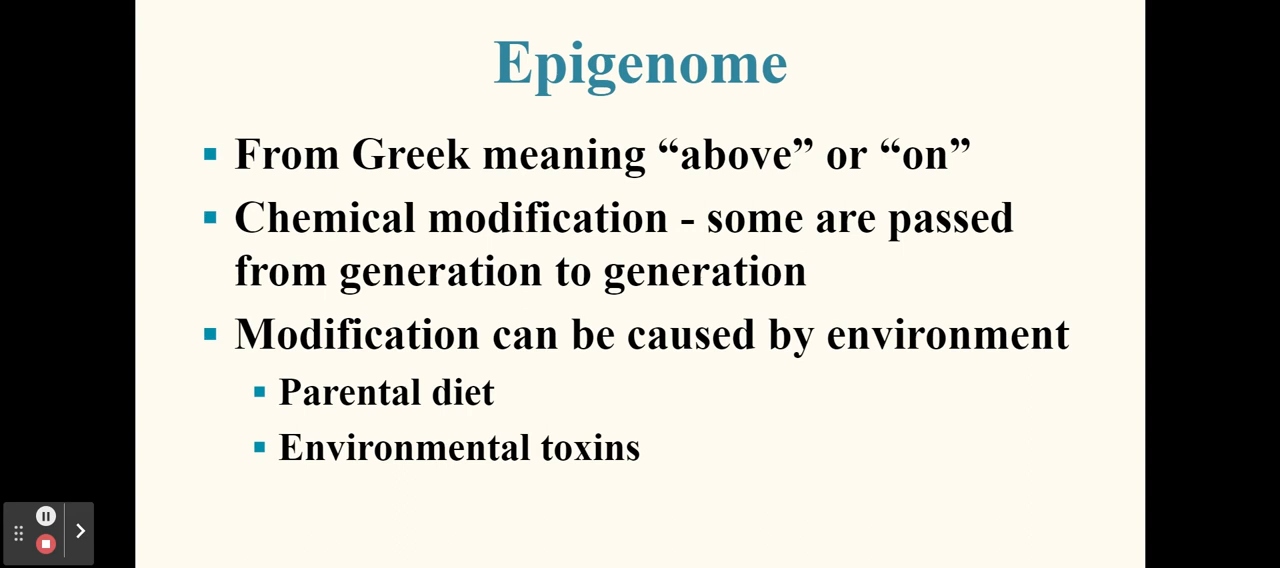 Epigenome
From Greek meaning “above” or “on”
Chemical modification - some are passed
from generation to generation
Modification can be caused by environment
Parental diet
Environmental toxins